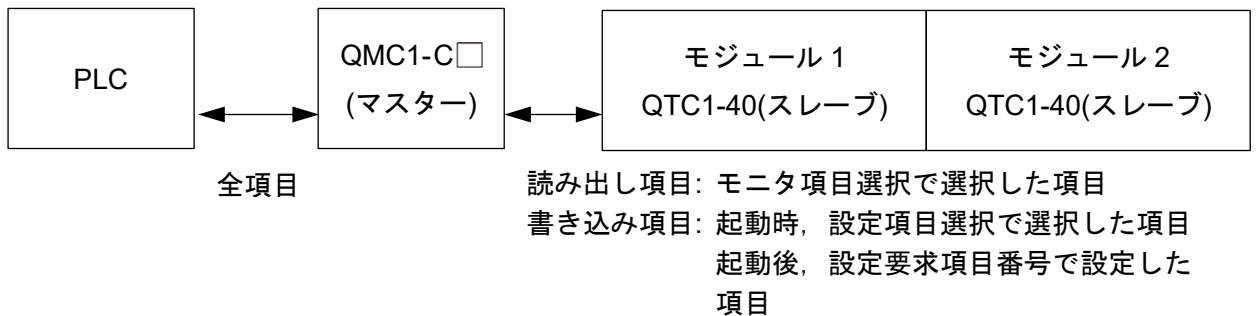 PLC
QMC1-C□
(マスター)
モジュール 1
QTC1-40(スレーブ)
モジュール 2
QTC1-40(スレーブ)
全項目
読み出し項目: モニタ項目選択で選択した項目
書き込み項目: 起動時, 設定項目選択で選択した項目
起動後, 設定要求項目番号で設定した
項目